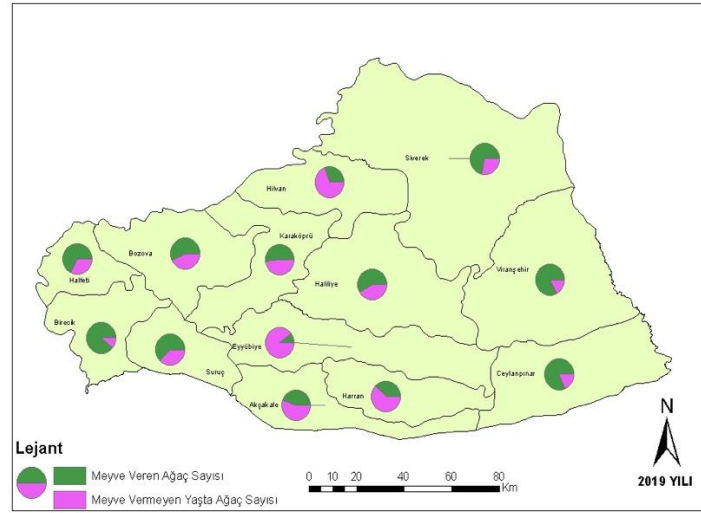 Siverek
Hilvan
Karaköprü
Bozova
Halfeti
Haliliye
Viranşehir
Birecik
Eyyübiye
Suruç
Ceylanpınar
Akçakale
Harran
N
Lejant
Meyve Veren Ağaç Sayısı
Meyve Vermeyen Yaşta Ağaç Sayısı
0 10 20 40 60 80
Km
2019 YILI